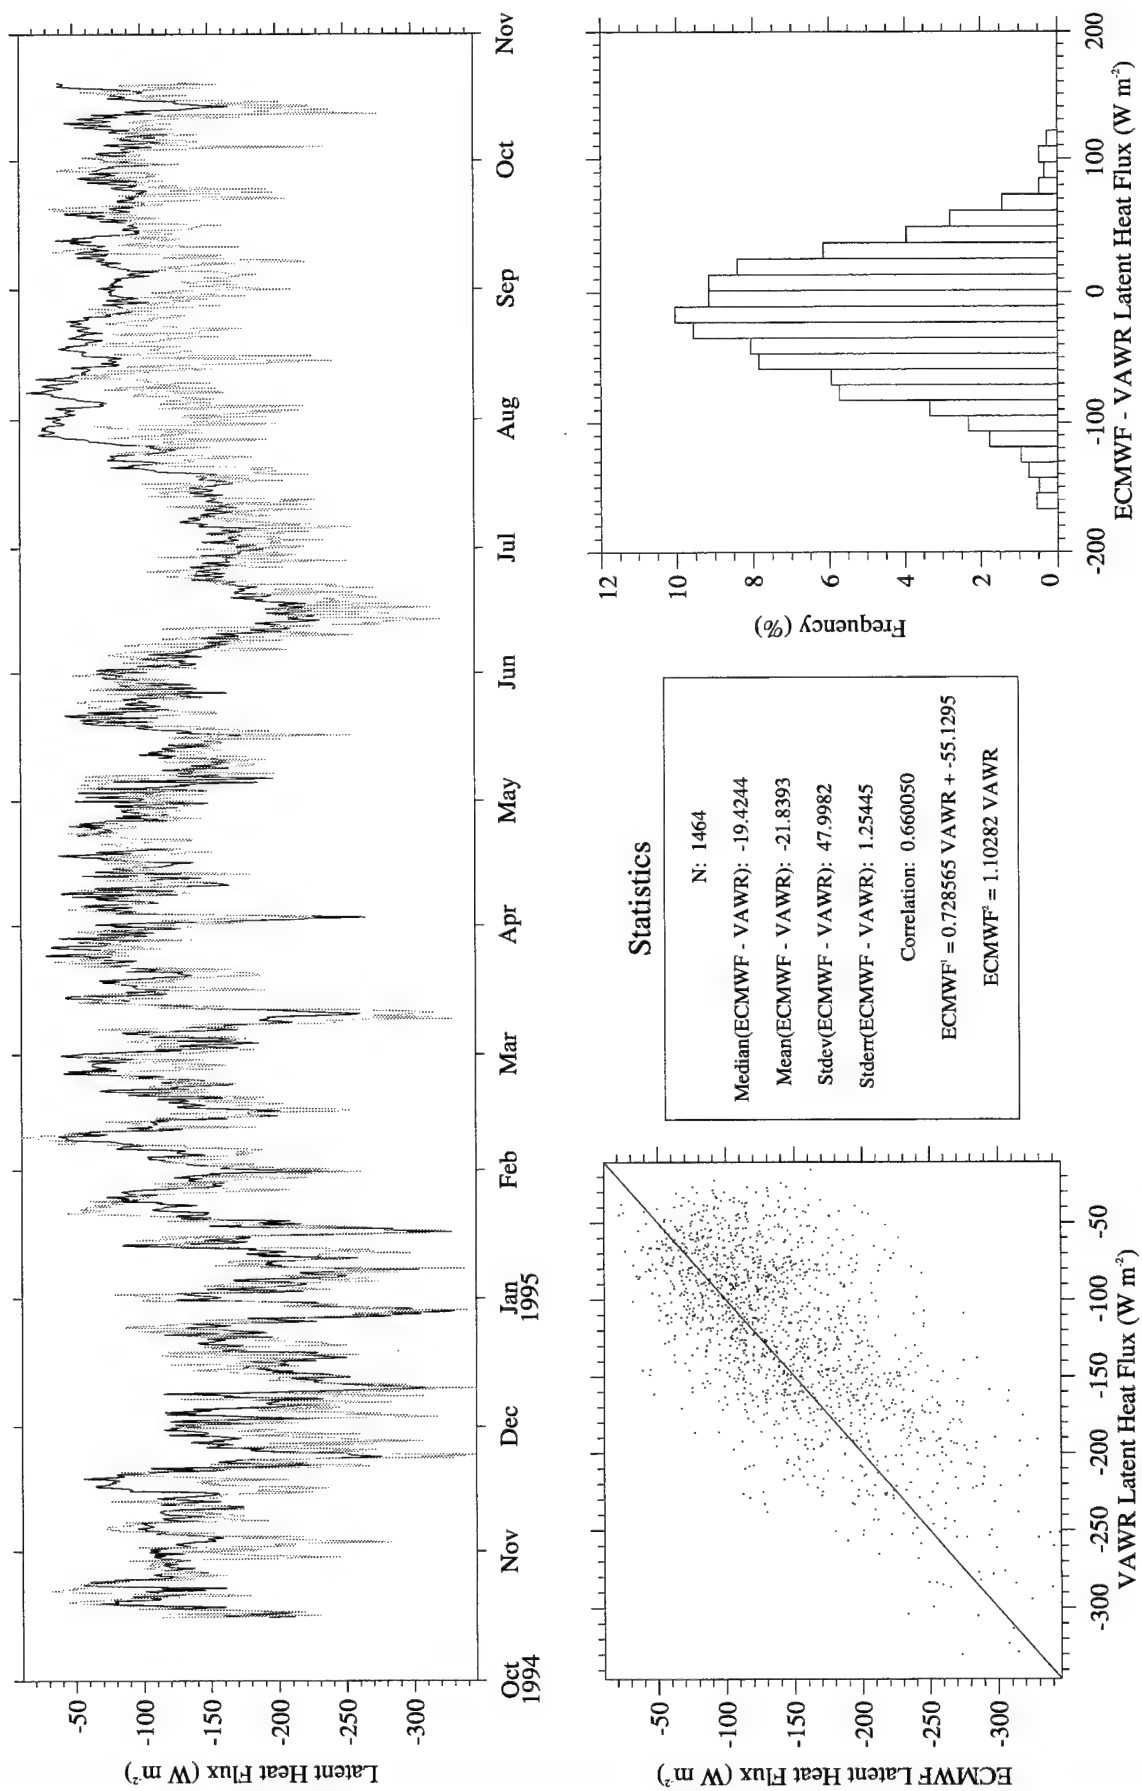 Latent Heat Flux (W m⁻²)
-50
-100
-150
-200
-250
-300
Oct
1994
Nov
Dec
Jan
1995
Feb
Mar
Apr
May
Jun
Jul
Aug
Sep
Oct
Nov
ECMWF Latent Heat Flux (W m⁻²)
-50
-100
-150
-200
-250
-300
-300
-250
-200
-150
-100
-50
VAWR Latent Heat Flux (W m⁻²)
Statistics
N: 1464
Median(ECMWF - VAWR): -19.4244
Mean(ECMWF - VAWR): -21.8393
Stdev(ECMWF - VAWR): 47.9982
Stderr(ECMWF - VAWR): 1.25445
Correlation: 0.660050
ECMWF¹ = 0.728565 VAWR + -55.1295
ECMWF² = 1.10282 VAWR
Frequency (%)
12
10
8
6
4
2
0
-200
-100
0
100
200
ECMWF - VAWR Latent Heat Flux (W m⁻²)